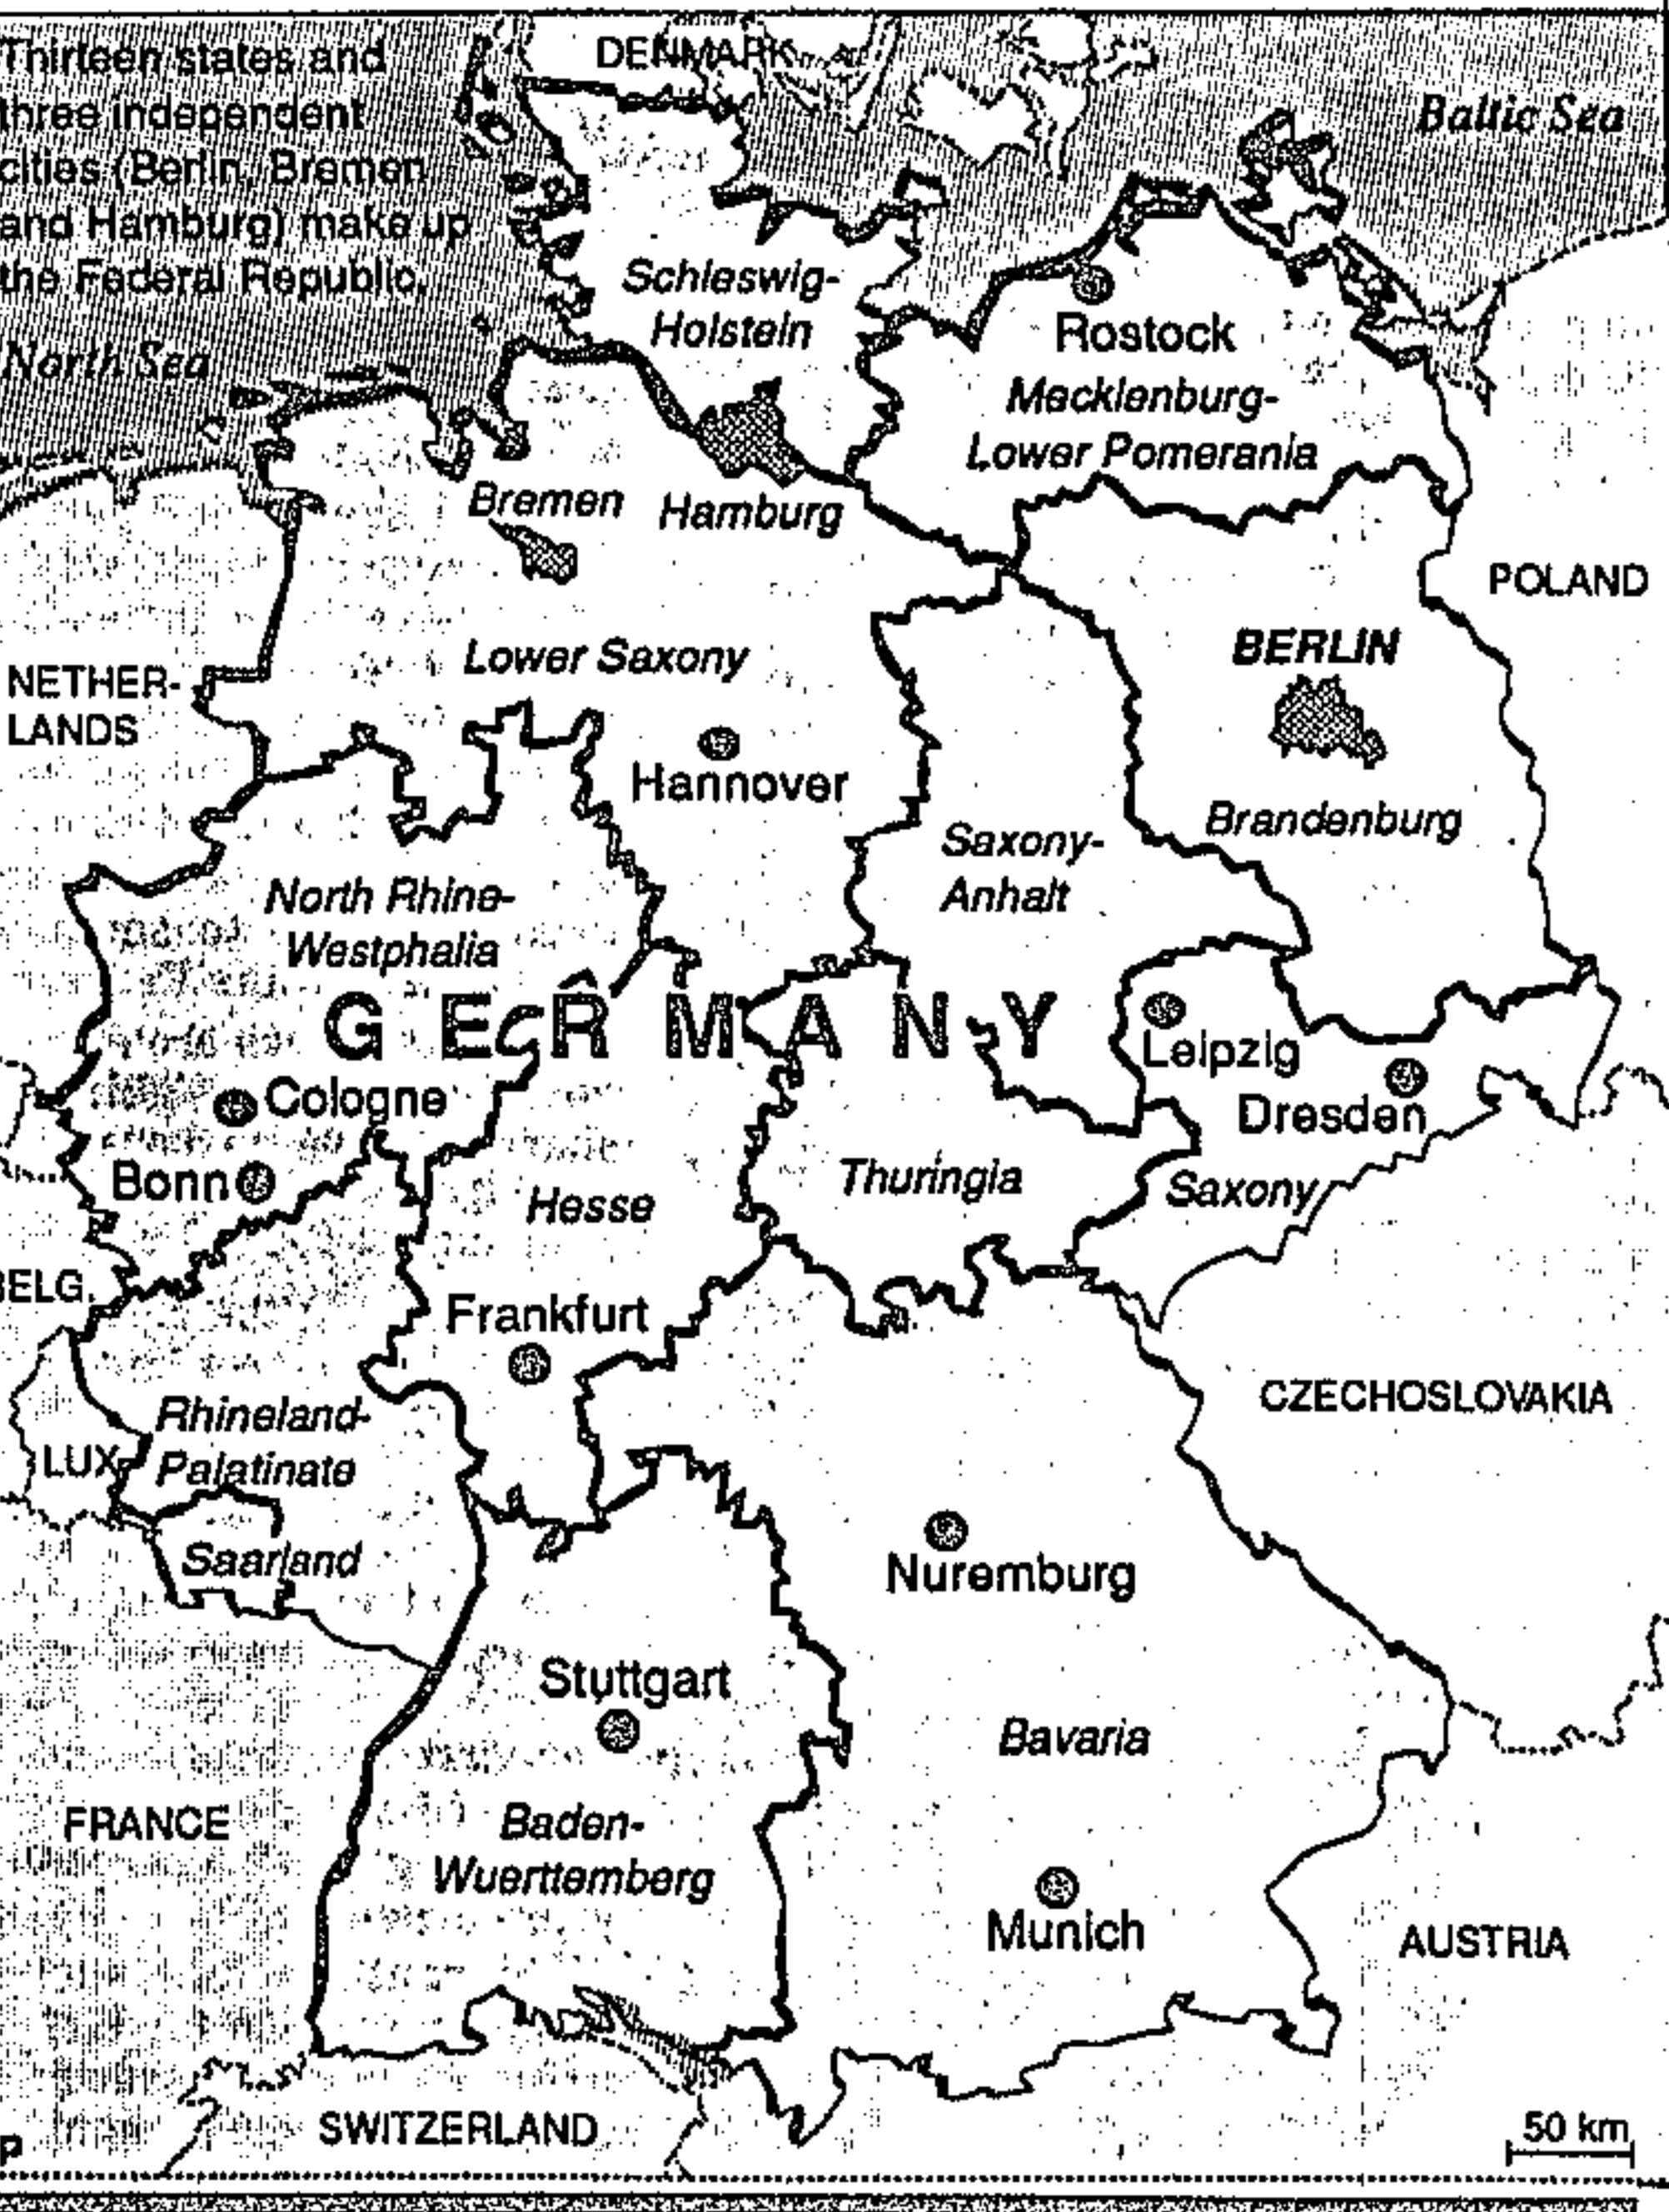 Thirteen states and
three independent
cities (Berlin, Bremen
and Hamburg) make up
the Federal Republic.
DENMARK
Baltic Sea
North Sea
Schleswig-
Holstein
Rostock
Mecklenburg-
Lower Pomerania
Bremen
Hamburg
POLAND
BERLIN
Lower Saxony
NETHER-
LANDS
Hannover
Brandenburg
Saxony-
Anhalt
North Rhine-
Westphalia
GERMANY
Leipzig
Cologne
Dresden
Bonn
Thuringia
Saxony
Hesse
BELG.
Frankfurt
CZECHOSLOVAKIA
Rhineland-
Palatinate
LUX.
Saarland
Nuremburg
Stuttgart
Bavaria
FRANCE
Baden-
Wuerttemberg
Munich
AUSTRIA
SWITZERLAND
50 km
P